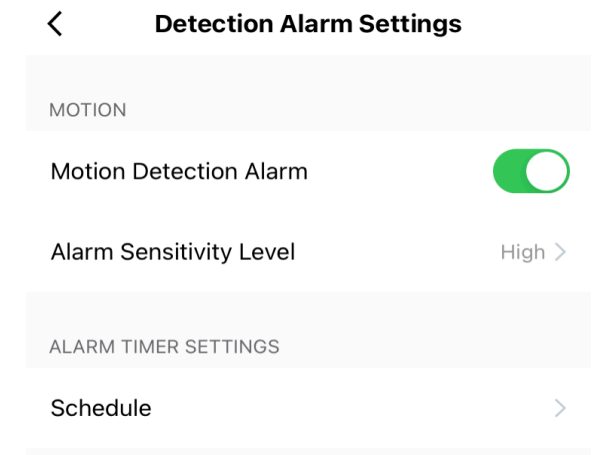 Detection Alarm Settings
MOTION
Motion Detection Alarm
Alarm Sensitivity Level High
ALARM TIMER SETTINGS
Schedule